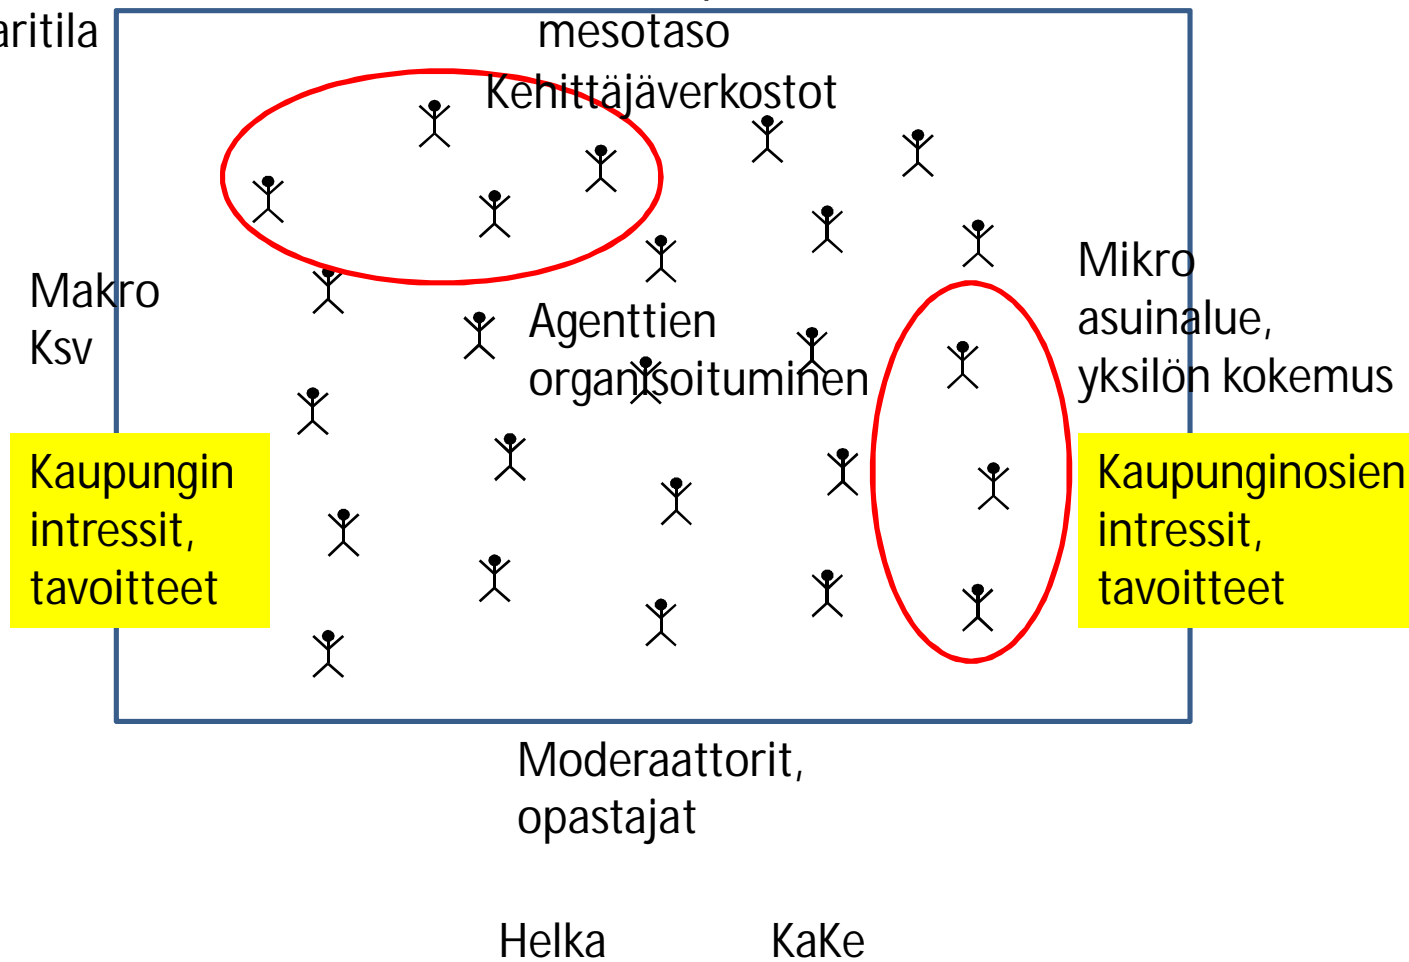 mesotaso
Kehittäjäverkostot
Makro
Ksv
Agenttien
organisoituminen
Mikro
asuinalue,
yksilön kokemus
Kaupungin
intressit,
tavoitteet
Kaupunginosien
intressit,
tavoitteet
Moderaattorit,
opastajat
Helka KaKe